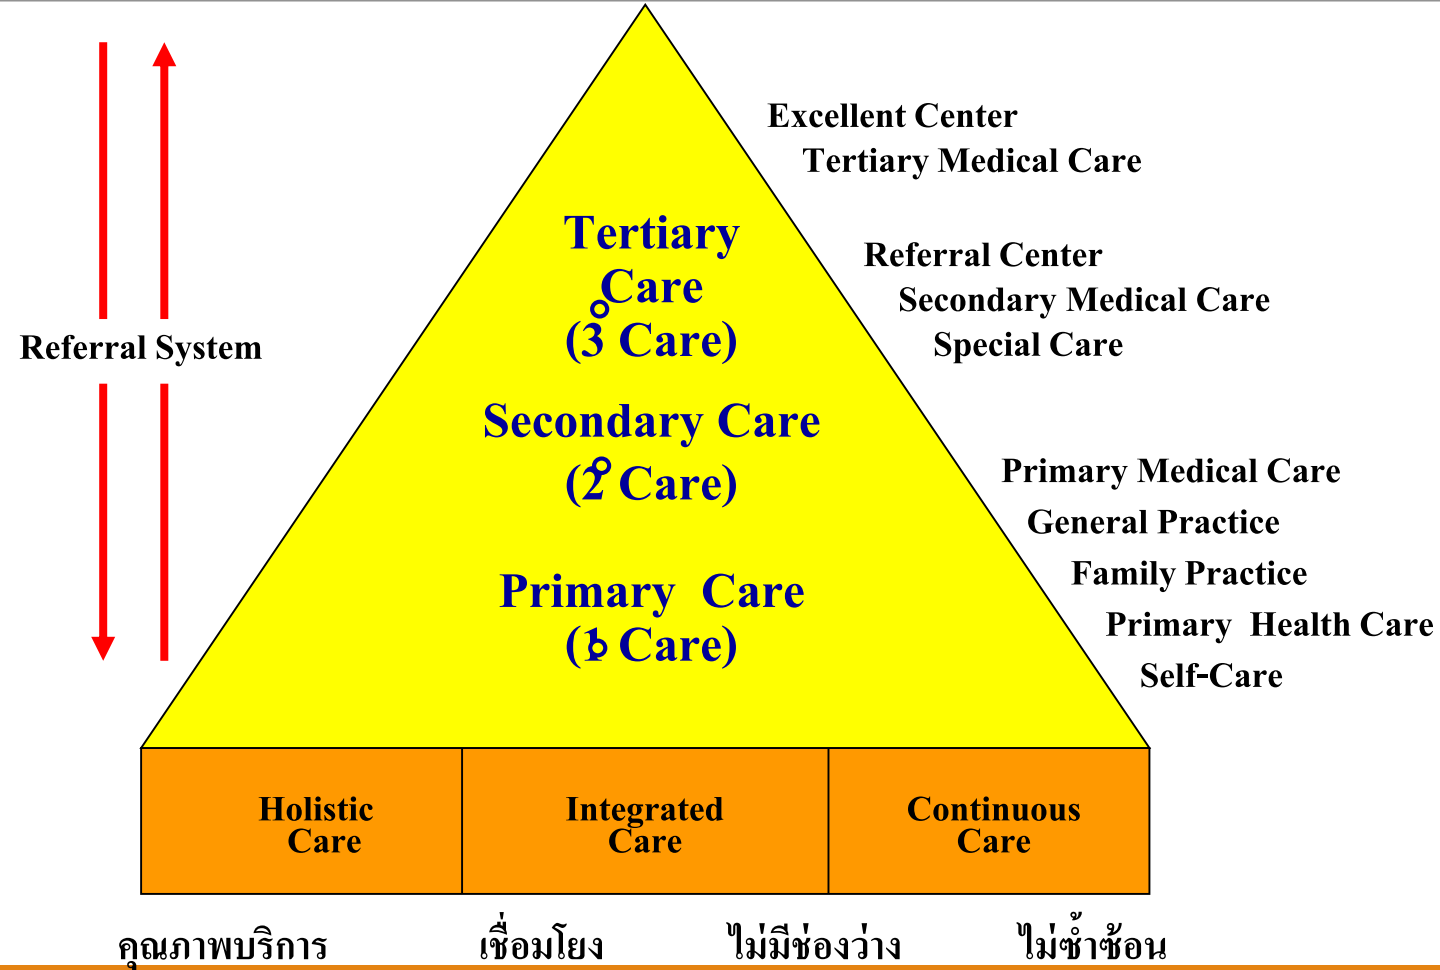 Excellent Center
Tertiary Medical Care
Tertiary
Care
(3° Care)
Referral Center
Secondary Medical Care
Special Care
Referral System
Secondary Care
(2° Care)
Primary Medical Care
General Practice
Family Practice
Primary Health Care
Self-Care
Primary Care
(1° Care)
Holistic
Care
Integrated
Care
Continuous
Care
คุณภาพบริการ เชื่อมโยง ไม่มีช่องว่าง ไม่ซ้ำซ้อน